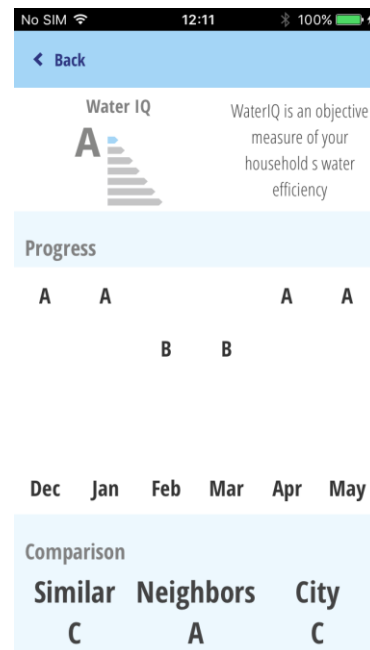 No SIM 12:11 100%
Back
Water IQ
A
WaterIQ is an objective
measure of your
household s water
efficiency
Progress
A A A A
B B
Dec Jan Feb Mar Apr May
Comparison
Similar Neighbors City
C A C